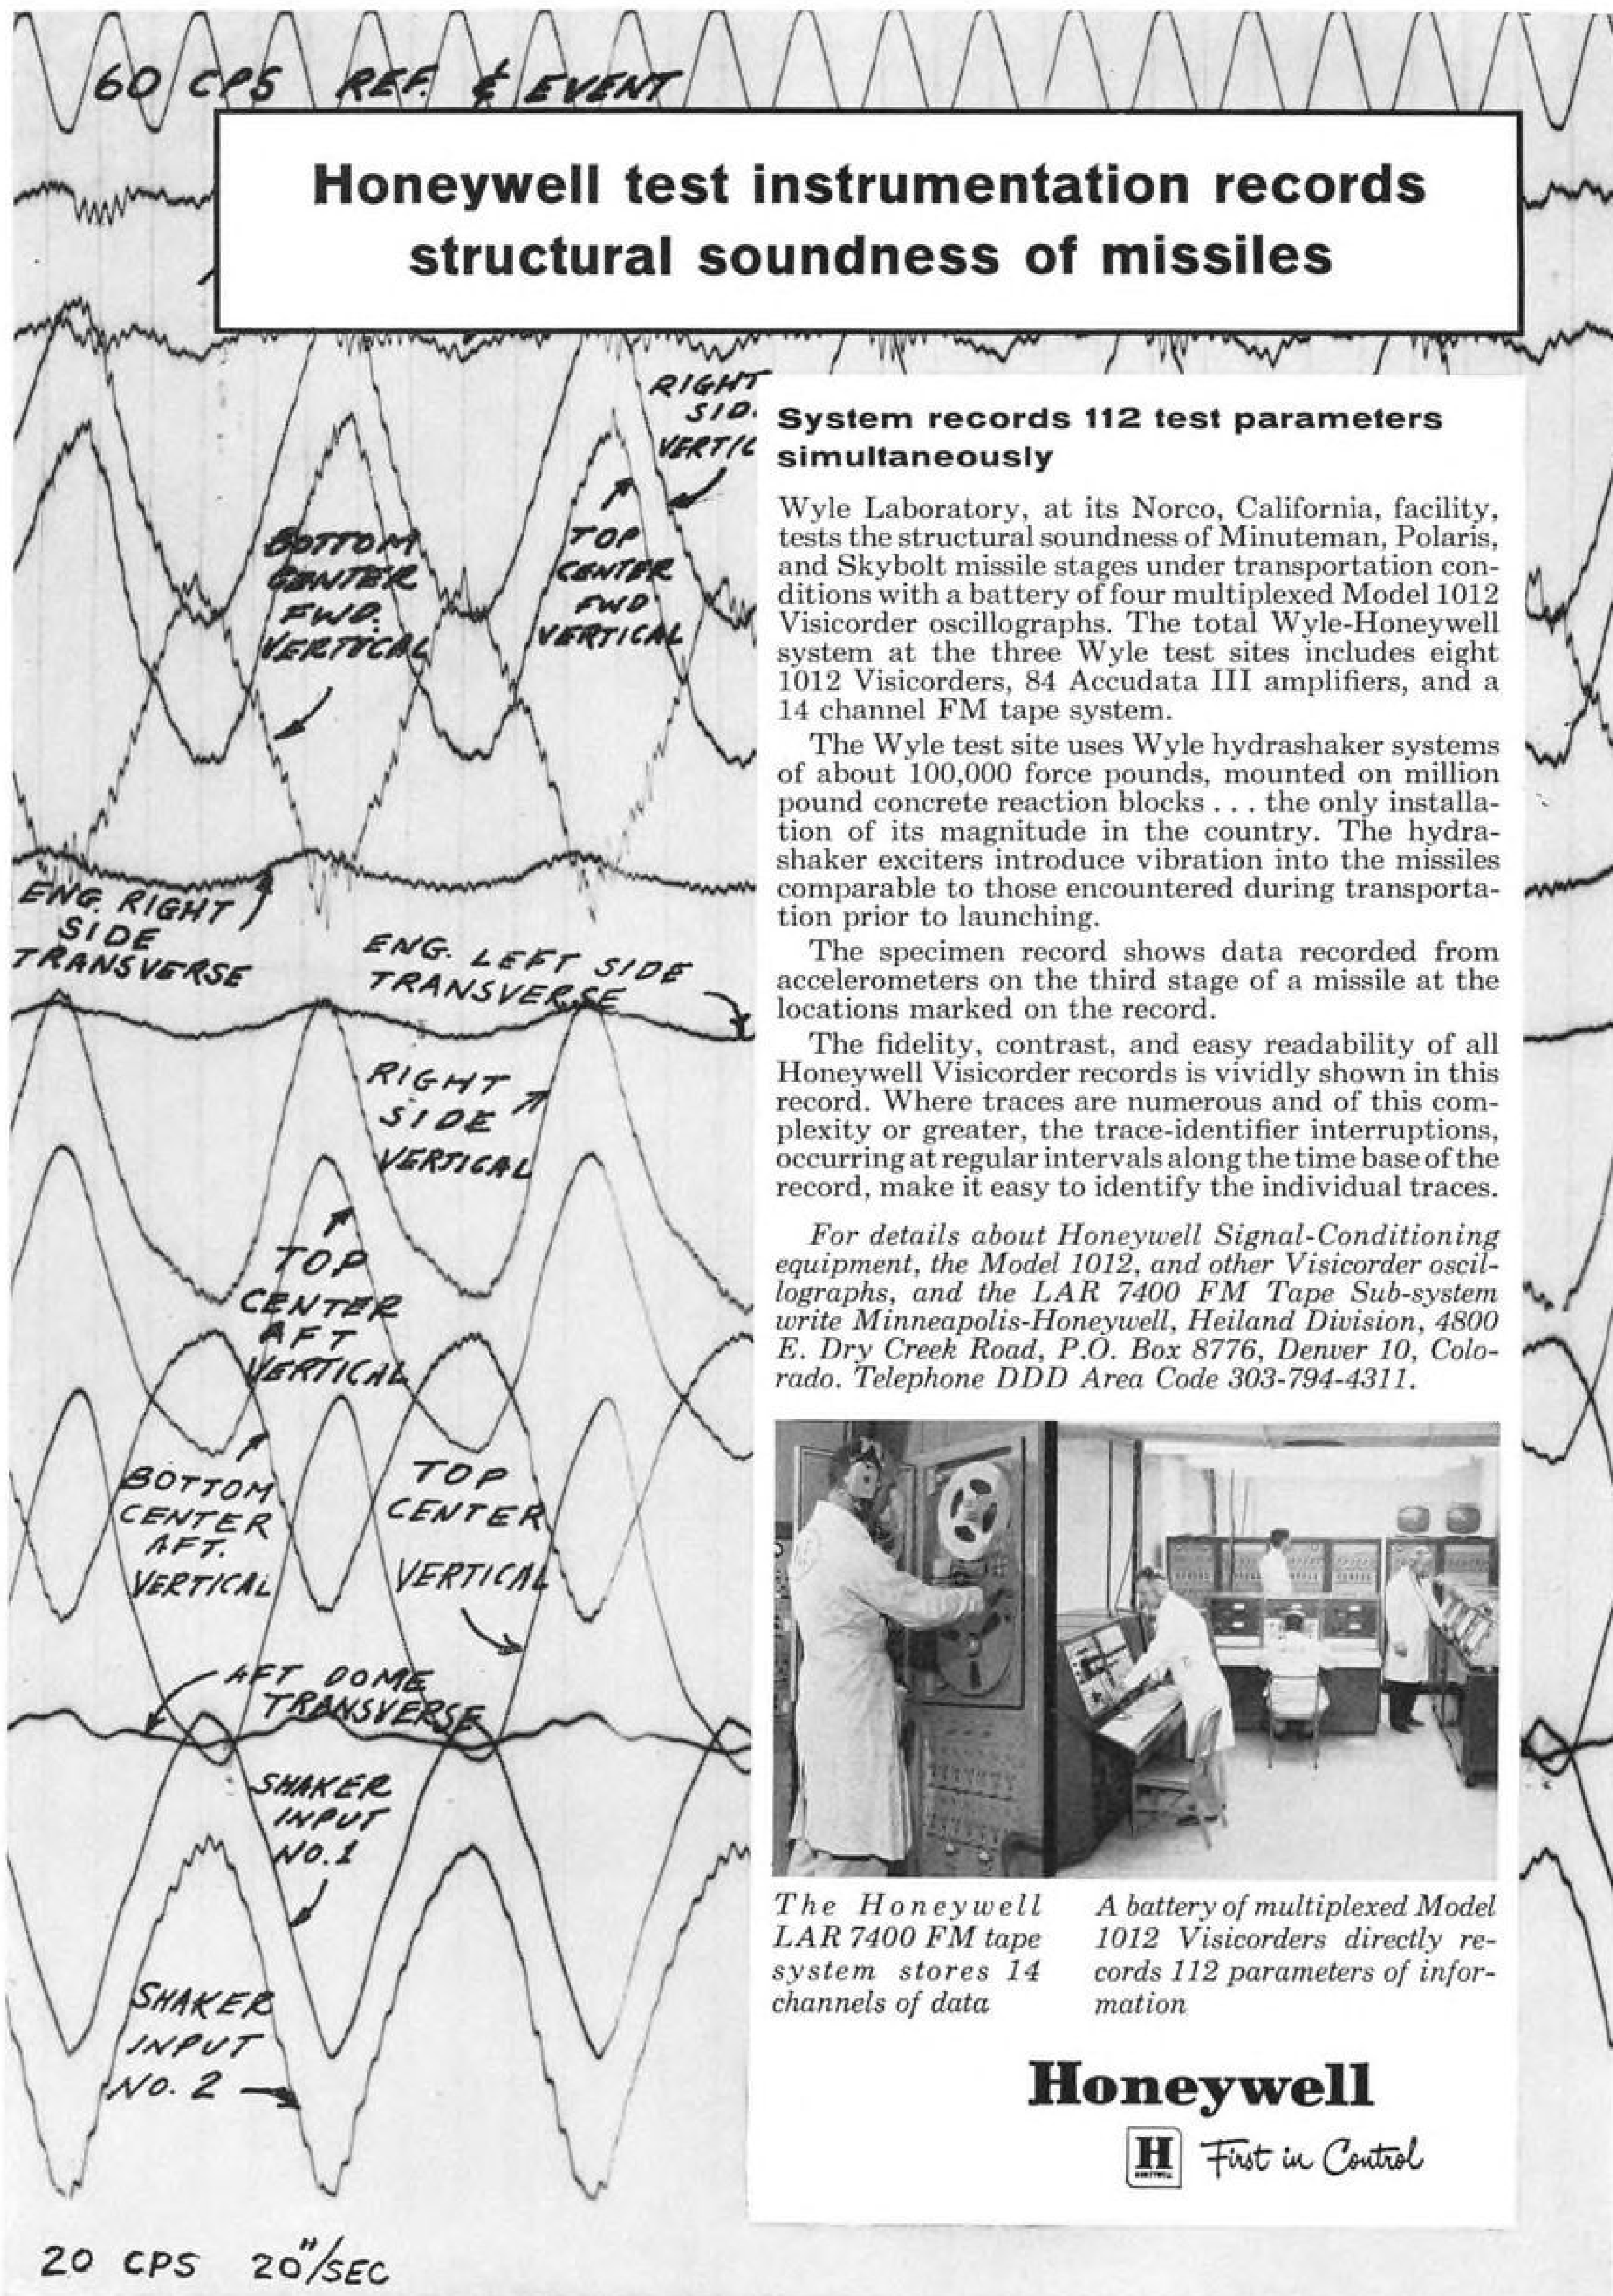 60 CPS REF. & EVENT
Honeywell test instrumentation records
structural soundness of missiles
RIGHT
SID
VERTIC
BOTTOM
CENTER
FWD.
VERTICAL
TOP
CENTER
FWD
VERTICAL
ENG. RIGHT
SIDE
TRANSVERSE
ENG. LEFT SIDE
TRANSVERSE
RIGHT
SIDE
VERTICAL
TOP
CENTER
AFT
VERTICAL
BOTTOM
CENTER
AFT.
VERTICAL
TOP
CENTER
VERTICAL
AFT DOME
TRANSVERSE
SHAKER
INPUT
NO. 1
SHAKER
INPUT
NO. 2
20 CPS 20"/SEC
System records 112 test parameters
simultaneously
Wyle Laboratory, at its Norco, California, facility,
tests the structural soundness of Minuteman, Polaris,
and Skybolt missile stages under transportation con-
ditions with a battery of four multiplexed Model 1012
Visicorder oscillographs. The total Wyle-Honeywell
system at the three Wyle test sites includes eight
1012 Visicorders, 84 Accudata III amplifiers, and a
14 channel FM tape system.
The Wyle test site uses Wyle hydrashaker systems
of about 100,000 force pounds, mounted on million
pound concrete reaction blocks . . . the only installa-
tion of its magnitude in the country. The hydra-
shaker exciters introduce vibration into the missiles
comparable to those encountered during transporta-
tion prior to launching.
The specimen record shows data recorded from
accelerometers on the third stage of a missile at the
locations marked on the record.
The fidelity, contrast, and easy readability of all
Honeywell Visicorder records is vividly shown in this
record. Where traces are numerous and of this com-
plexity or greater, the trace-identifier interruptions,
occurring at regular intervals along the time base of the
record, make it easy to identify the individual traces.
For details about Honeywell Signal-Conditioning
equipment, the Model 1012, and other Visicorder oscil-
lographs, and the LAR 7400 FM Tape Sub-system
write Minneapolis-Honeywell, Heiland Division, 4800
E. Dry Creek Road, P.O. Box 8776, Denver 10, Colo-
rado. Telephone DDD Area Code 303-794-4311.
The Honeywell
LAR 7400 FM tape
system stores 14
channels of data
A battery of multiplexed Model
1012 Visicorders directly re-
cords 112 parameters of infor-
mation
Honeywell
H
HONEYWELL
First in Control